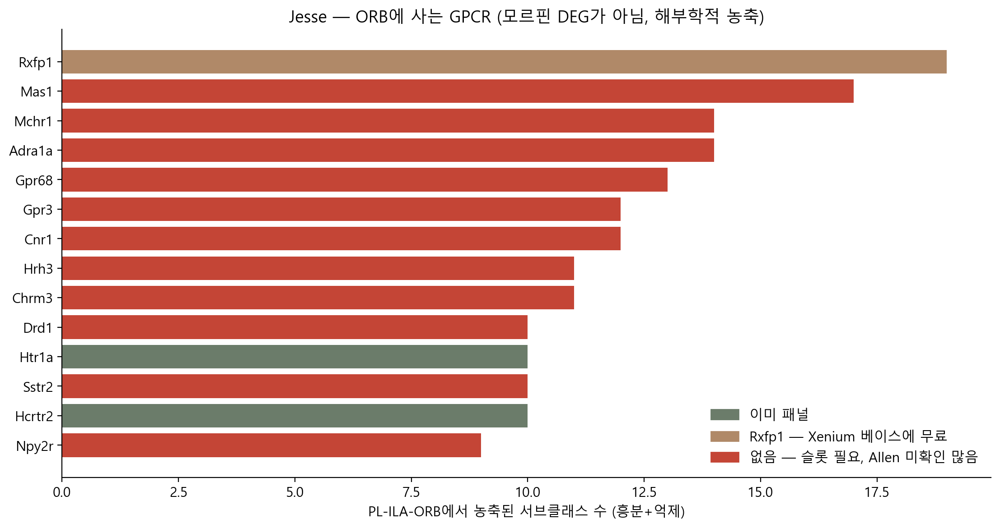 Jesse — ORB에 사는 GPCR (모르핀 DEG가 아님, 해부학적 농축)
Rxfp1
Mas1
Mchr1
Adra1a
Gpr68
Gpr3
Cnr1
Hrh3
Chrm3
Drd1
Htr1a
Sstr2
Hcrtr2
Npy2r
이미 패널
Rxfp1 — Xenium 베이스에 무료
없음 — 슬롯 필요, Allen 미확인 많음
0.0 2.5 5.0 7.5 10.0 12.5 15.0 17.5
PL-ILA-ORB에서 농축된 서브클래스 수 (흥분+억제)